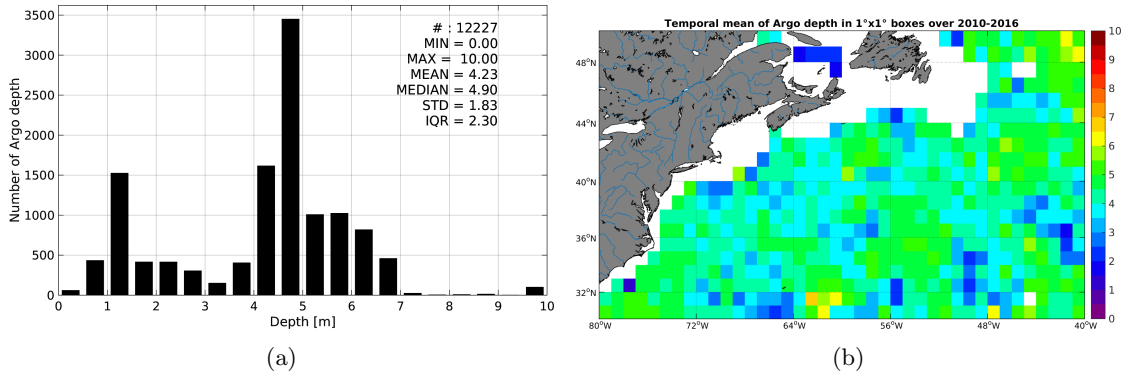 3500
3000
2500
2000
1500
1000
500
0
Number of Argo depth
# : 12227
MIN = 0.00
MAX = 10.00
MEAN = 4.23
MEDIAN = 4.90
STD = 1.83
IQR = 2.30
0 1 2 3 4 5 6 7 8 9 10
Depth [m]
(a)
Temporal mean of Argo depth in 1°x1° boxes over 2010-2016
48°N
44°N
40°N
36°N
32°N
80°W 72°W 64°W 56°W 48°W 40°W
10
9
8
7
6
5
4
3
2
1
0
(b)